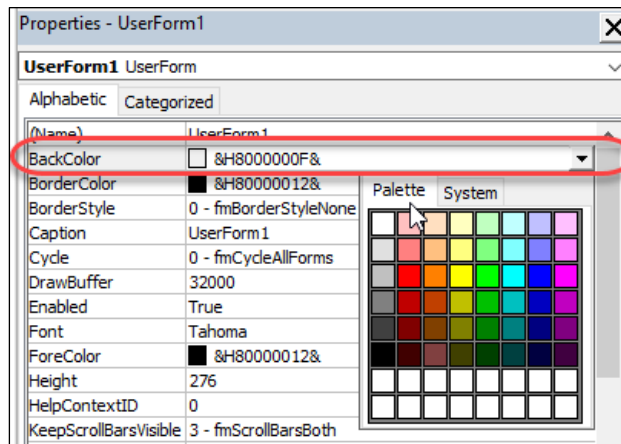 Properties - UserForm1
UserForm1 UserForm
Alphabetic Categorized
(Name) UserForm1
BackColor &H8000000F&
BorderColor &H80000012&
Palette System
BorderStyle 0 - fmBorderStyleNone
Caption UserForm1
Cycle 0 - fmCycleAllForms
DrawBuffer 32000
Enabled True
Font Tahoma
ForeColor &H80000012&
Height 276
HelpContextID 0
KeepScrollBarsVisible 3 - fmScrollBarsBoth